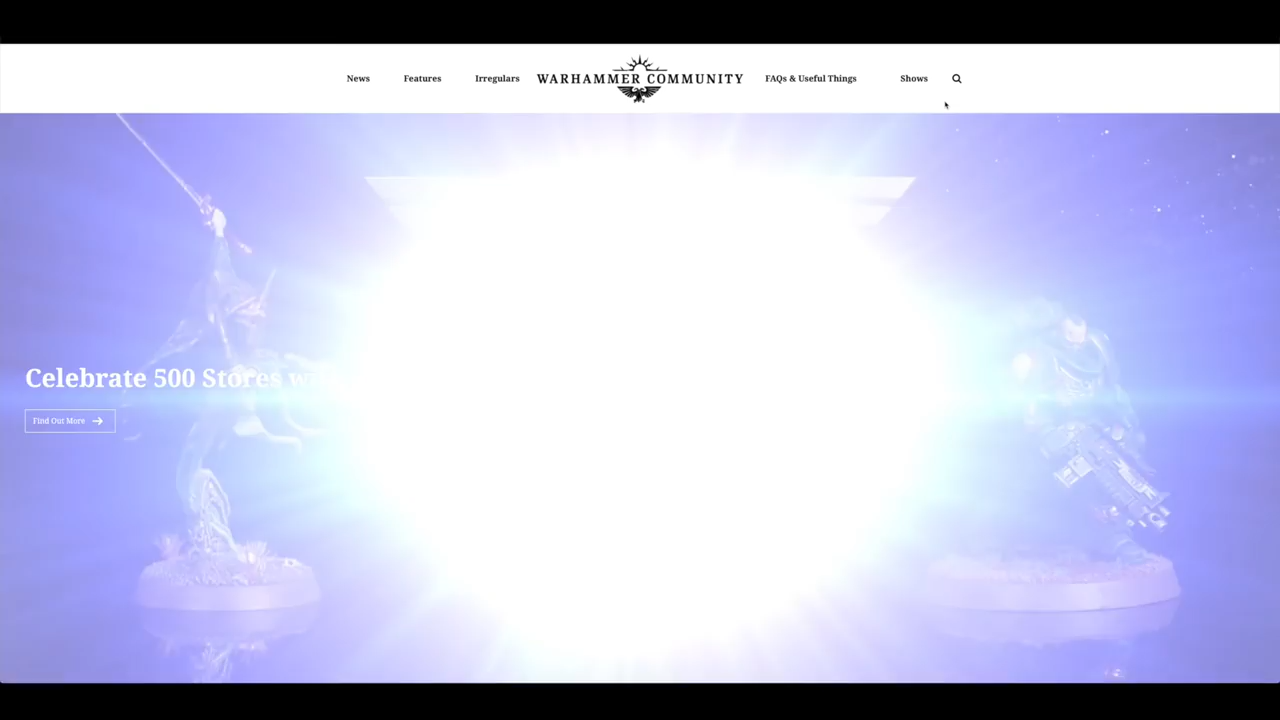 News
Features
Irregulars
WARHAMMER COMMUNITY
FAQs & Useful Things
Shows
Celebrate 500 Stores
Find Out More